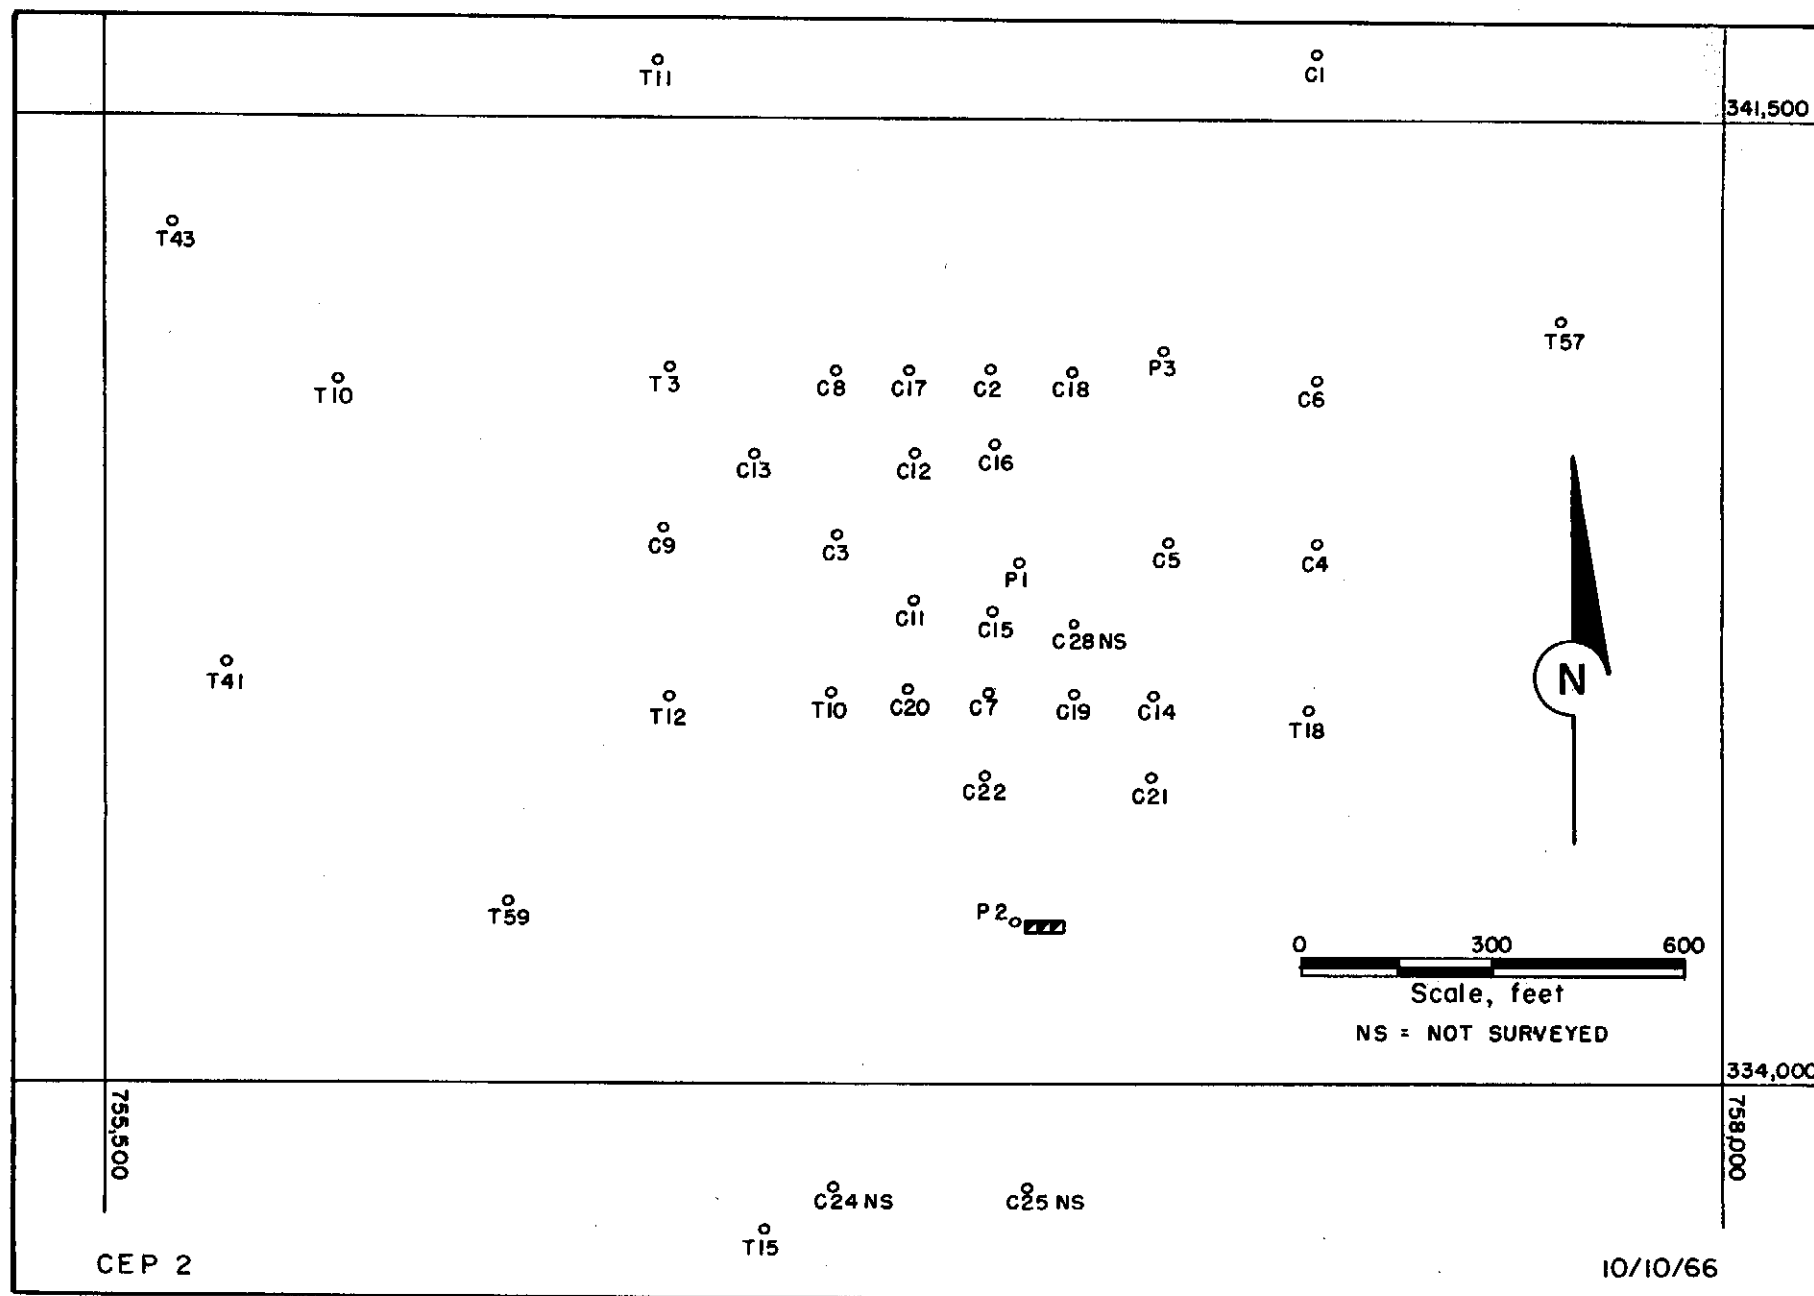 T11
C1
341,500
T43
T57
T10
T3
C8
C17
C2
C18
P3
C6
C13
C12
C16
C9
C3
P1
C5
C4
C11
C15
C28 NS
T41
T12
T10
C20
C7
C19
C14
T18
N
C22
C21
T59
P2
0 300 600
Scale, feet
NS = NOT SURVEYED
334,000
755,500
758,000
C24 NS
C25 NS
T15
CEP 2
10/10/66